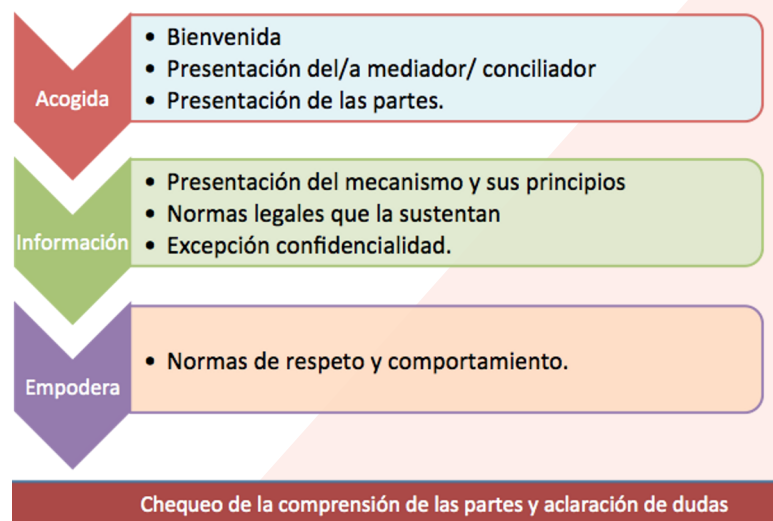 Acogida
• Bienvenida
• Presentación del/a mediador/ conciliador
• Presentación de las partes.
Información
• Presentación del mecanismo y sus principios
• Normas legales que la sustentan
• Excepción confidencialidad.
Empodera
• Normas de respeto y comportamiento.
Chequeo de la comprensión de las partes y aclaración de dudas